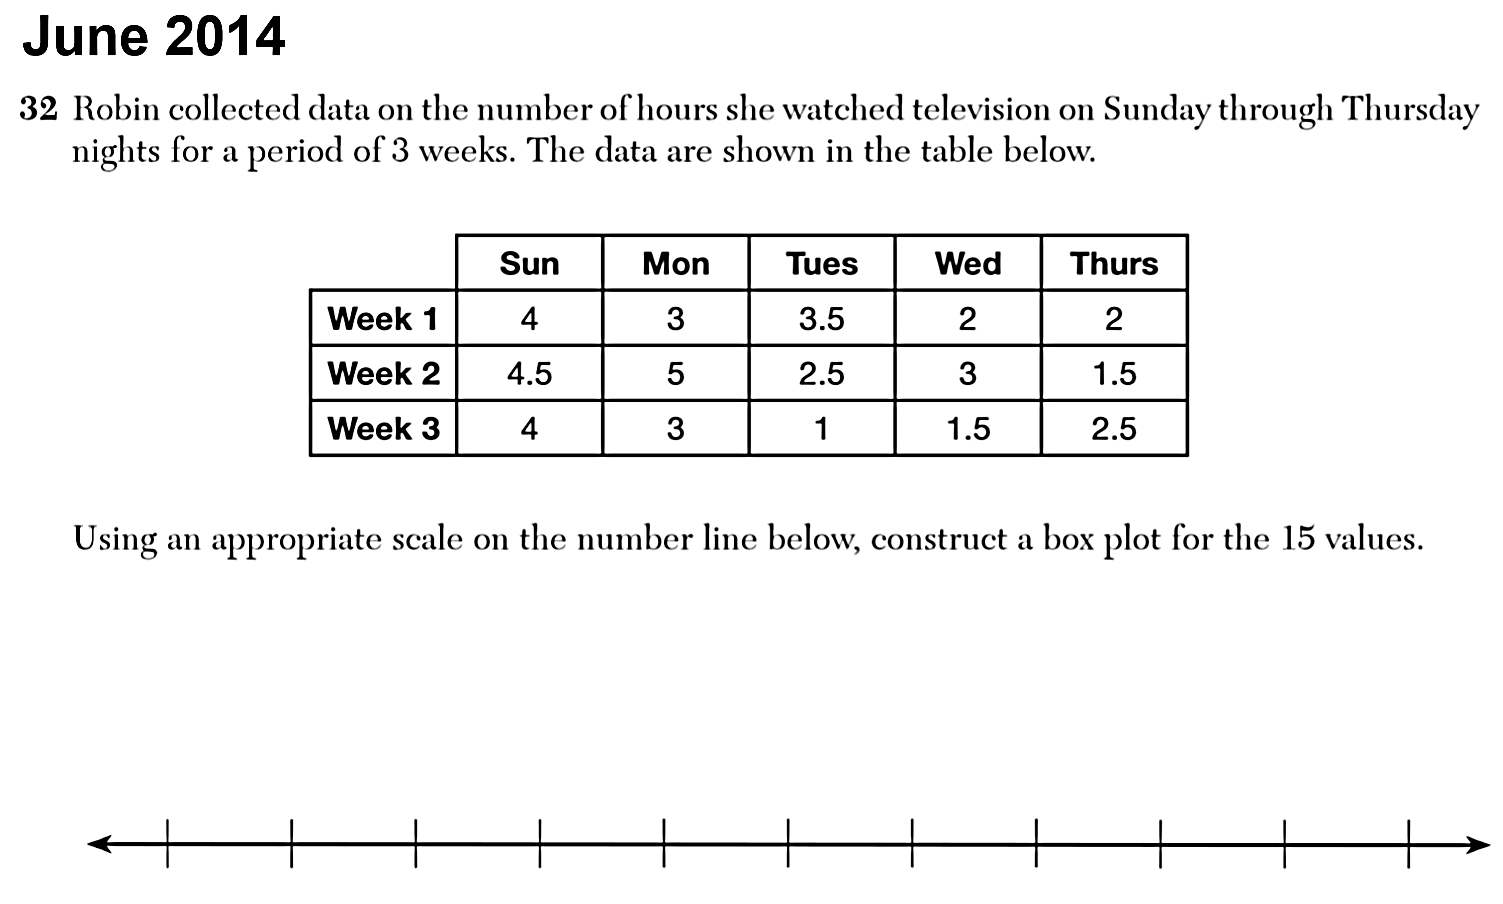 June 2014
32 Robin collected data on the number of hours she watched television on Sunday through Thursday
nights for a period of 3 weeks. The data are shown in the table below.
Sun Mon Tues Wed Thurs
Week 1 4 3 3.5 2 2
Week 2 4.5 5 2.5 3 1.5
Week 3 4 3 1 1.5 2.5
Using an appropriate scale on the number line below, construct a box plot for the 15 values.